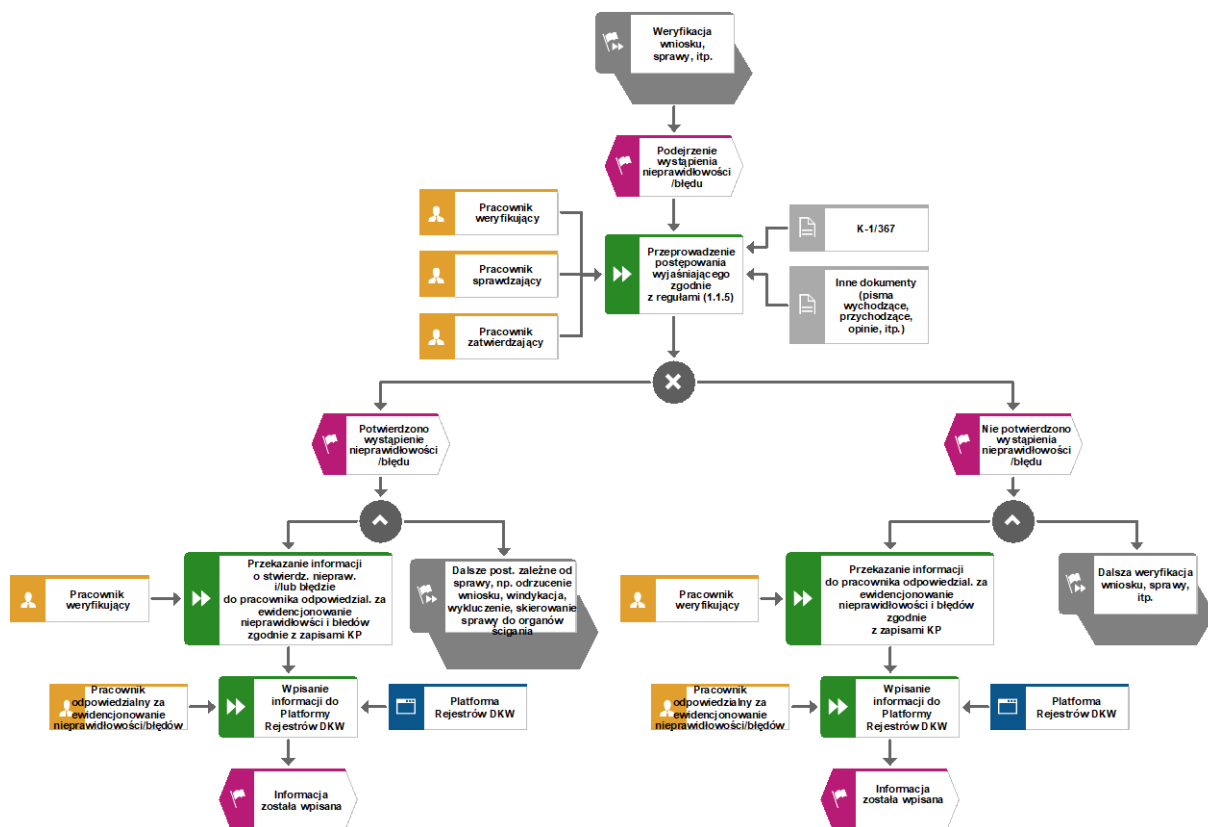 Weryfikacja
wniosku,
sprawy, itp.
Podejrzenie
wystąpienia
nieprawidłowości
/błędu
Pracownik
weryfikujący
Pracownik
sprawdzający
Pracownik
zatwierdzający
Przeprowadzenie
postępowania
wyjaśniającego
zgodnie
z regułami (1.1.5)
K-1/367
Inne dokumenty
(pisma
wychodzące,
przychodzące,
opinie, itp.)
Potwierdzono
wystąpienie
nieprawidłowości
/błędu
Nie potwierdzono
wystąpienia
nieprawidłowości
/błędu
Pracownik
weryfikujący
Przekazanie informacji
o stwierdz. niepraw.
i/lub błędzie
do pracownika odpowiedzial. za
ewidencjonowanie
nieprawidłwości i błędów
zgodnie z zapisami KP
Dalsze post. zależne od
sprawy, np. odrzucenie
wniosku, windykacja,
wykluczenie, skierowanie
sprawy do organów
ścigania
Pracownik
weryfikujący
Przekazanie informacji
do pracownika odpowiedzial. za
ewidencjonowanie
nieprawidłowości i błędów
zgodnie
z zapisami KP
Dalsza weryfikacja
wniosku, sprawy,
itp.
Pracownik
odpowiedzialny za
ewidencjonowanie
nieprawidłowości/błędów
Wpisanie
informacji do
Platformy
Rejestrów DKW
Platforma
Rejestrów DKW
Pracownik
odpowiedzialny za
ewidencjonowanie
nieprawidłowości/błędów
Wpisanie
informacji do
Platformy
Rejestrów DKW
Platforma
Rejestrów DKW
Informacja
została wpisana
Informacja
została wpisana